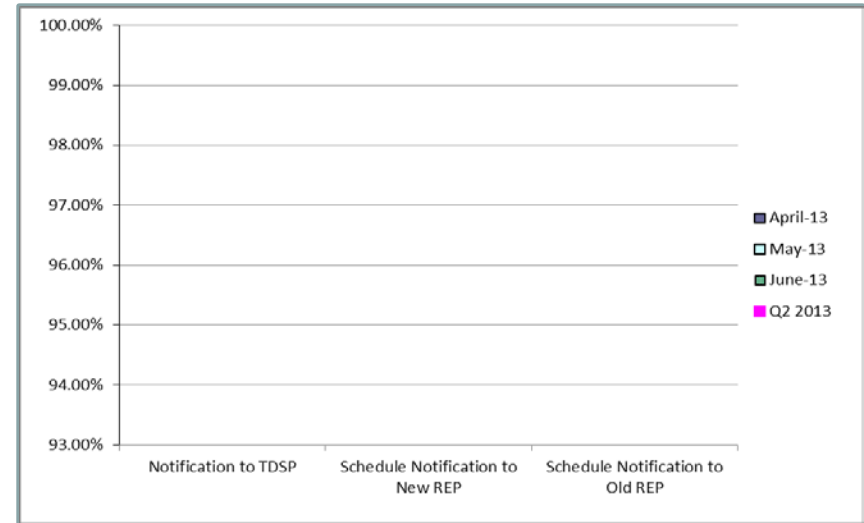 100.00%
99.00%
98.00%
97.00%
96.00%
95.00%
94.00%
93.00%
Notification to TDSP
Schedule Notification to
New REP
Schedule Notification to
Old REP
April-13
May-13
June-13
Q2 2013